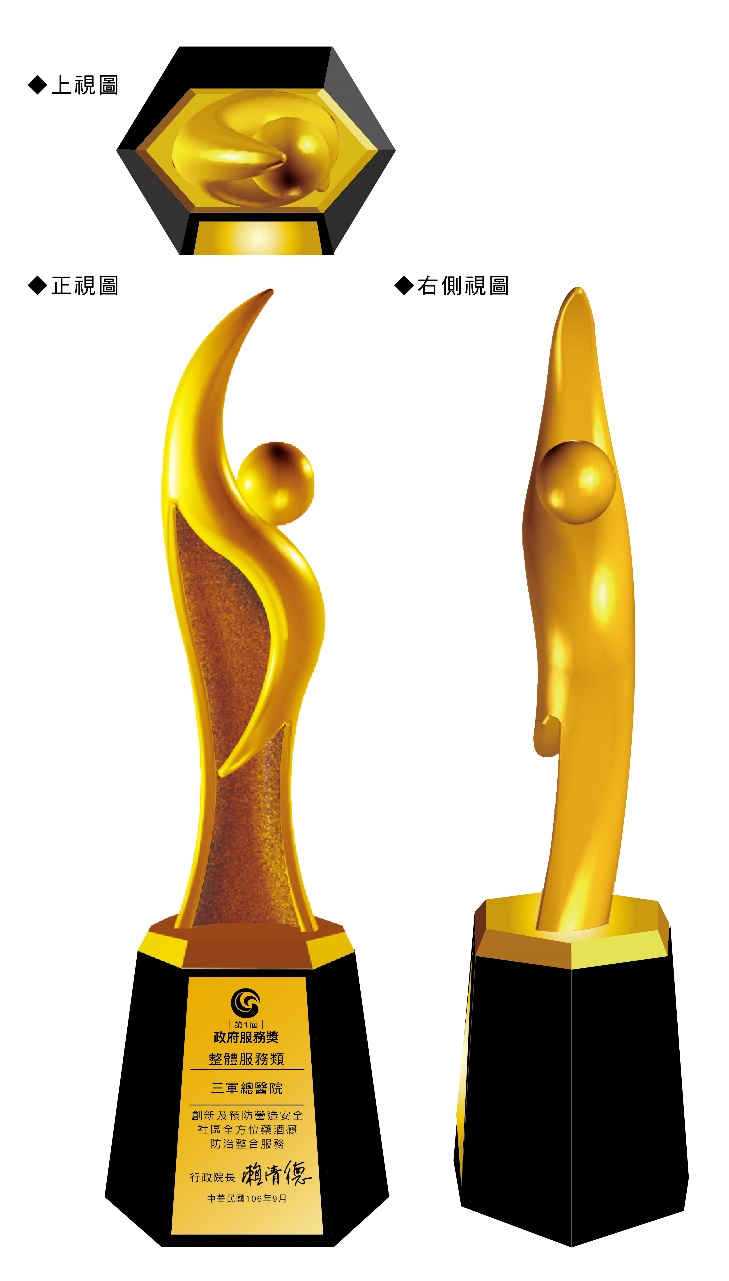 ◆上視圖
◆正視圖
◆右側視圖
第1屆
政府服務獎
整體服務類
三軍總醫院
創新及預防營造安全
社區全方位藥酒癮
防治整合服務
行政院長 賴清德
中華民國106年9月